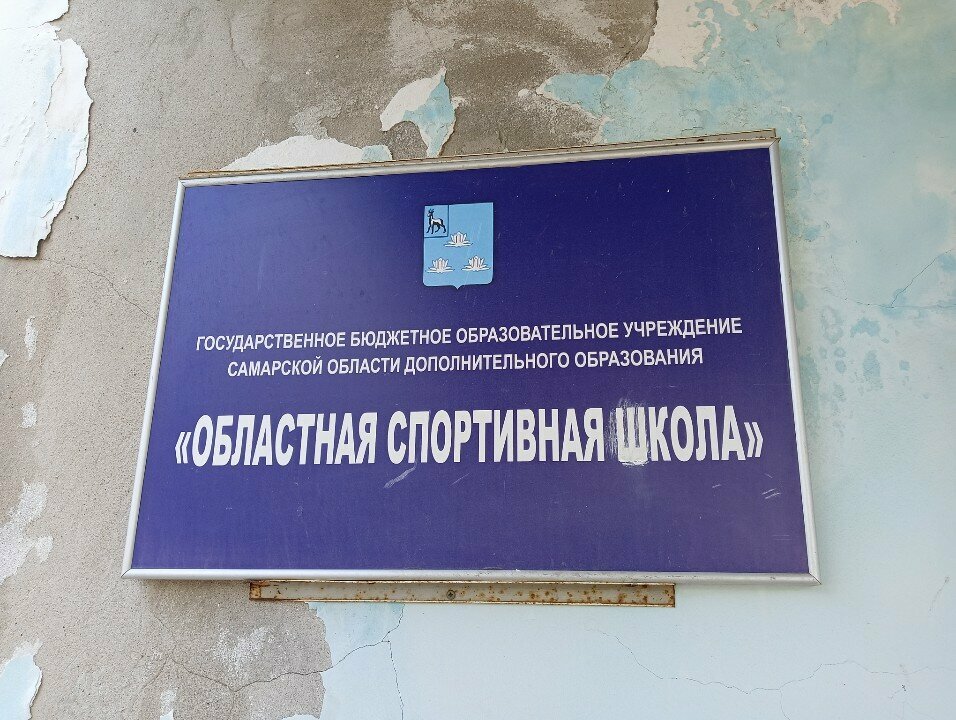 ГОСУДАРСТВЕННОЕ БЮДЖЕТНОЕ ОБРАЗОВАТЕЛЬНОЕ УЧРЕЖДЕНИЕ
САМАРСКОЙ ОБЛАСТИ ДОПОЛНИТЕЛЬНОГО ОБРАЗОВАНИЯ
«ОБЛАСТНАЯ СПОРТИВНАЯ ШКОЛА»